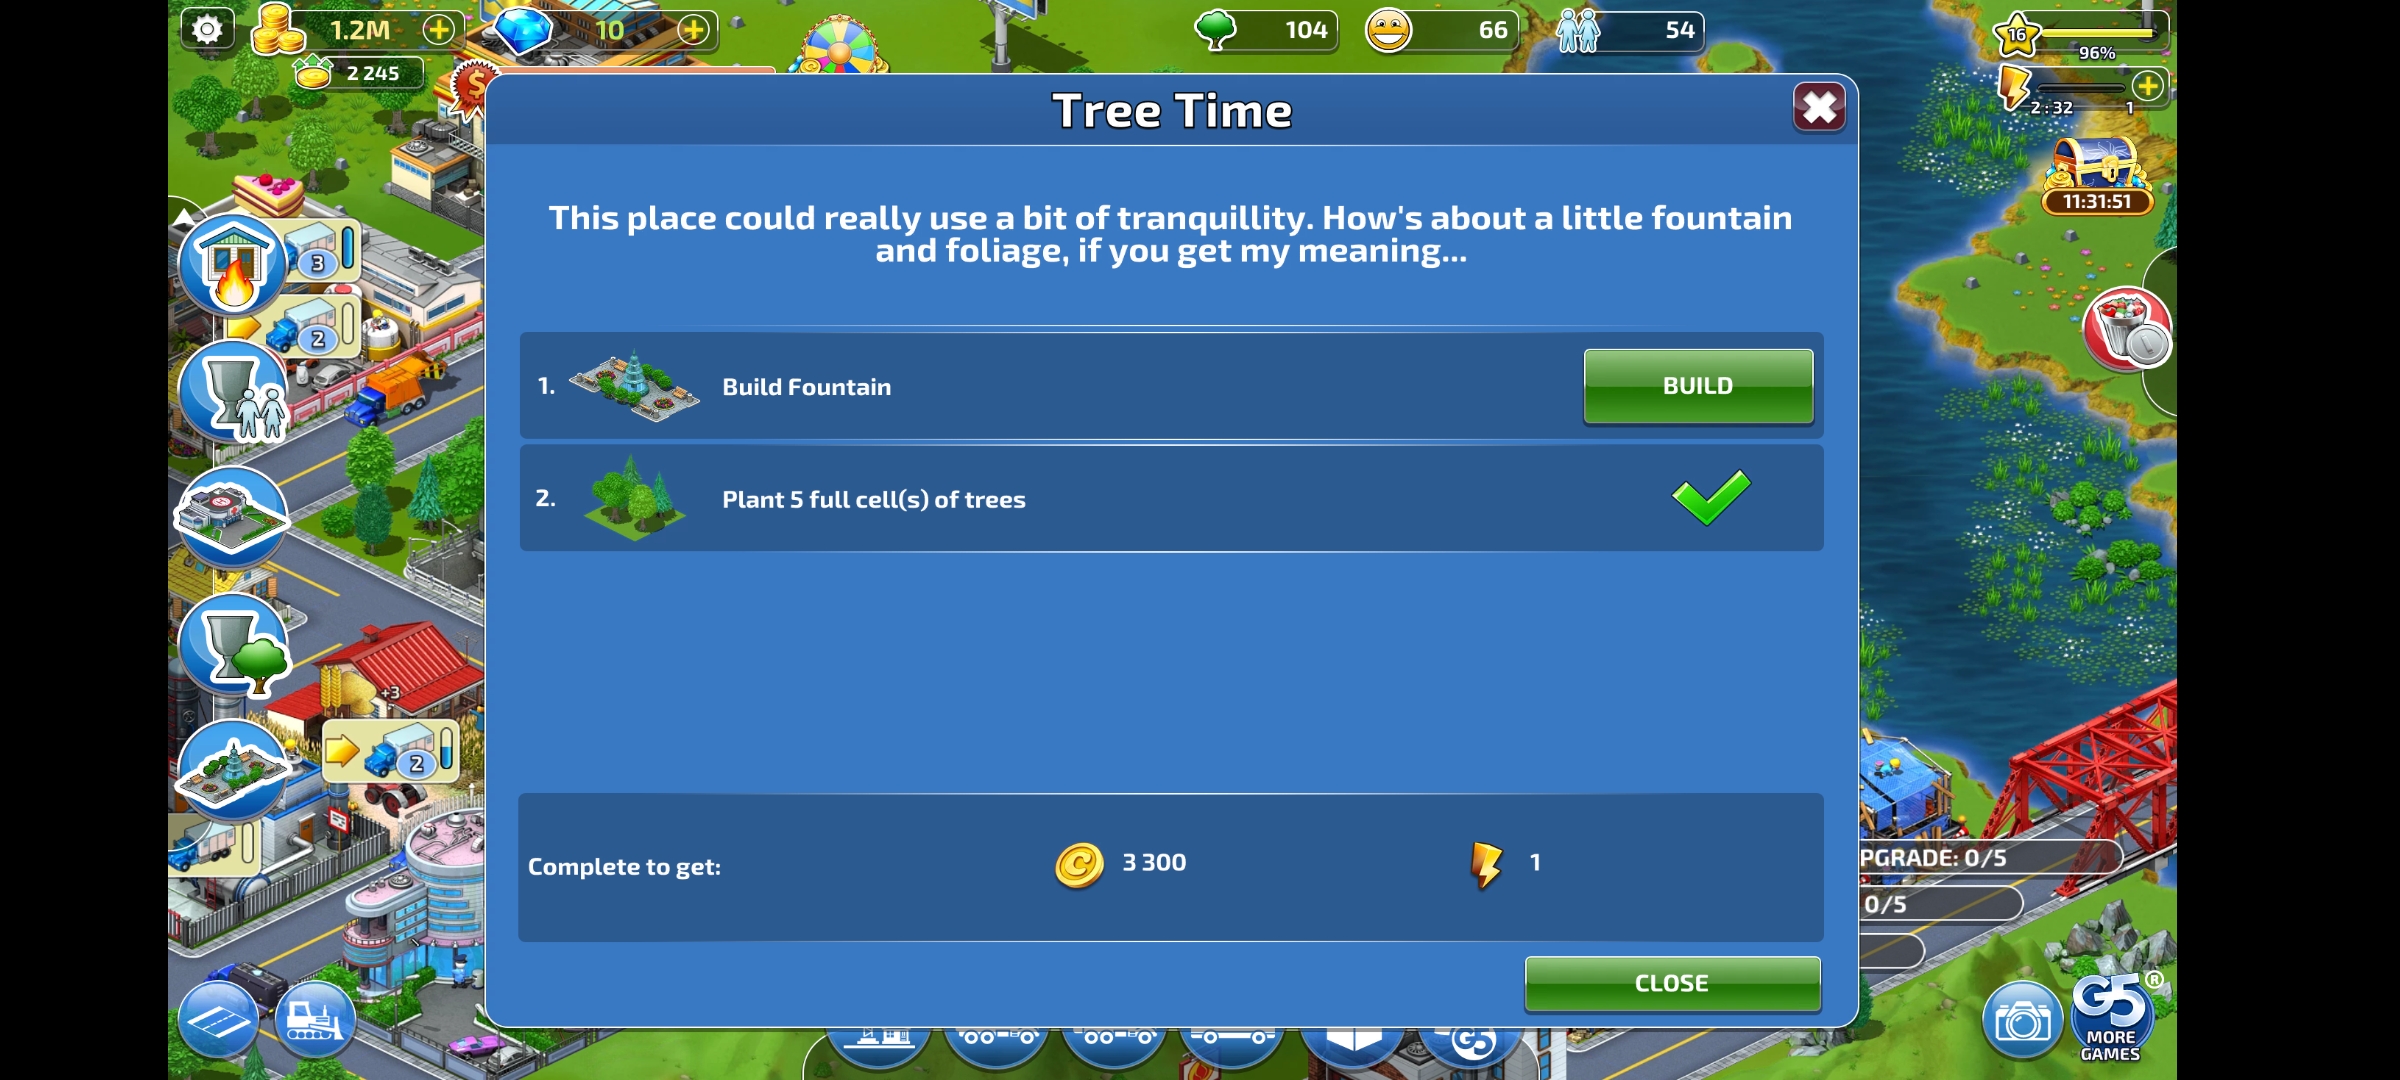 1.2M
10
104
66
54
16
96%
2 245
2:32
1
Tree Time
11:31:51
This place could really use a bit of tranquillity. How's about a little fountain
and foliage, if you get my meaning...
3
2
1.
Build Fountain
BUILD
2.
Plant 5 full cell(s) of trees
+3
2
Complete to get:
3 300
1
PGRADE: 0/5
0/5
CLOSE
G5
G5®
MORE
GAMES